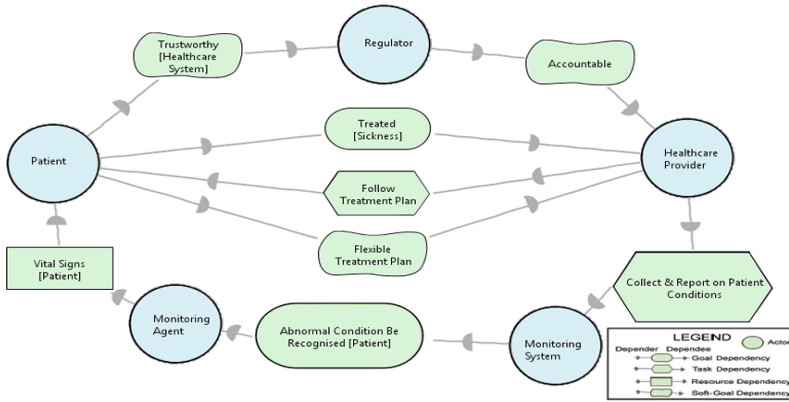 Trustworthy
[Healthcare
System]
Regulator
Accountable
Treated
[Sickness]
Patient
Healthcare
Provider
Follow
Treatment Plan
Flexible
Treatment Plan
Vital Signs
[Patient]
Collect & Report on Patient
Conditions
Monitoring
Agent
Abnormal Condition Be
Recognised [Patient]
Monitoring
System
LEGEND
Actor
Depender Dependee
Goal Dependency
Task Dependency
Resource Dependency
Soft-Goal Dependency